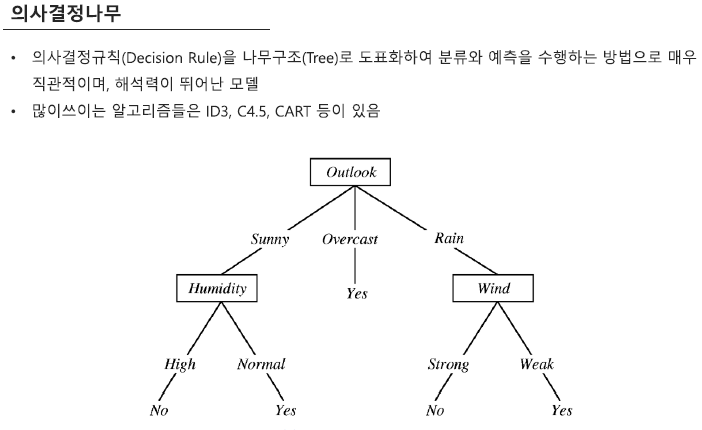 의사결정나무
• 의사결정규칙(Decision Rule)을 나무구조(Tree)로 도표화하여 분류와 예측을 수행하는 방법으로 매우
직관적이며, 해석력이 뛰어난 모델
• 많이쓰이는 알고리즘들은 ID3, C4.5, CART 등이 있음
Outlook
Sunny Overcast Rain
Humidity Yes Wind
High Normal Strong Weak
No Yes No Yes